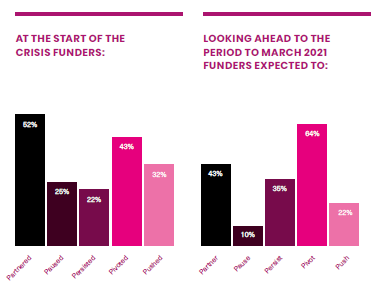 AT THE START OF THE
CRISIS FUNDERS:
52%
25%
22%
43%
32%
Partnered
Paused
Persisted
Pivoted
Pushed
LOOKING AHEAD TO THE
PERIOD TO MARCH 2021
FUNDERS EXPECTED TO:
43%
10%
35%
64%
22%
Partner
Pause
Persist
Pivot
Push